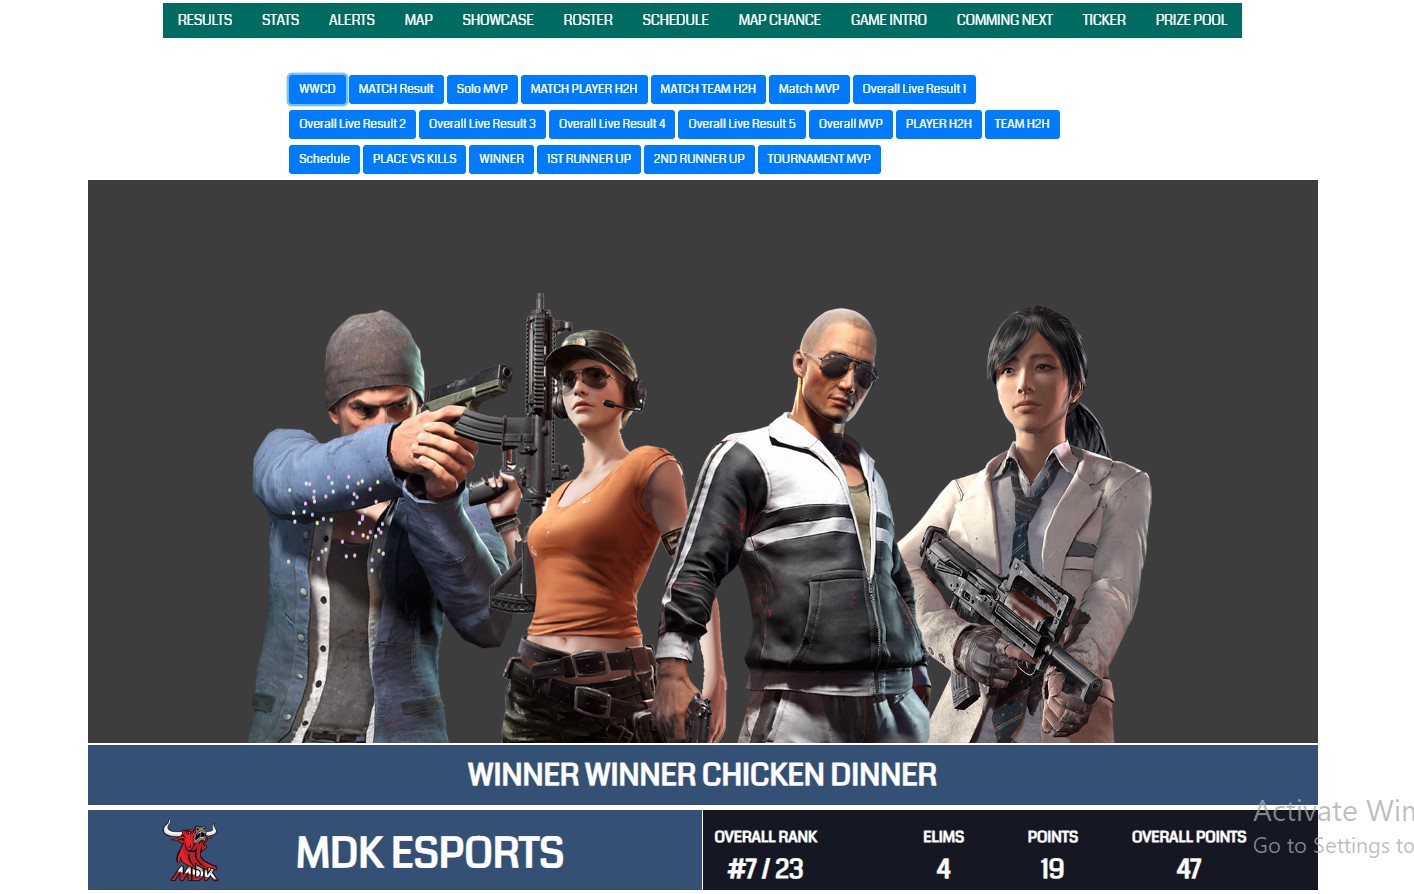 RESULTS STATS ALERTS MAP SHOWCASE ROSTER SCHEDULE MAP CHANCE GAME INTRO COMMING NEXT TICKER PRIZE POOL
WWCD MATCH Result Solo MVP MATCH PLAYER H2H MATCH TEAM H2H Match MVP Overall Live Result 1
Overall Live Result 2 Overall Live Result 3 Overall Live Result 4 Overall Live Result 5 Overall MVP PLAYER H2H TEAM H2H
Schedule PLACE VS KILLS WINNER 1ST RUNNER UP 2ND RUNNER UP TOURNAMENT MVP
WINNER WINNER CHICKEN DINNER
MDK
MDK ESPORTS
OVERALL RANK ELIMS POINTS OVERALL POINTS
#7 / 23 4 19 47
Activate Win
Go to Settings to